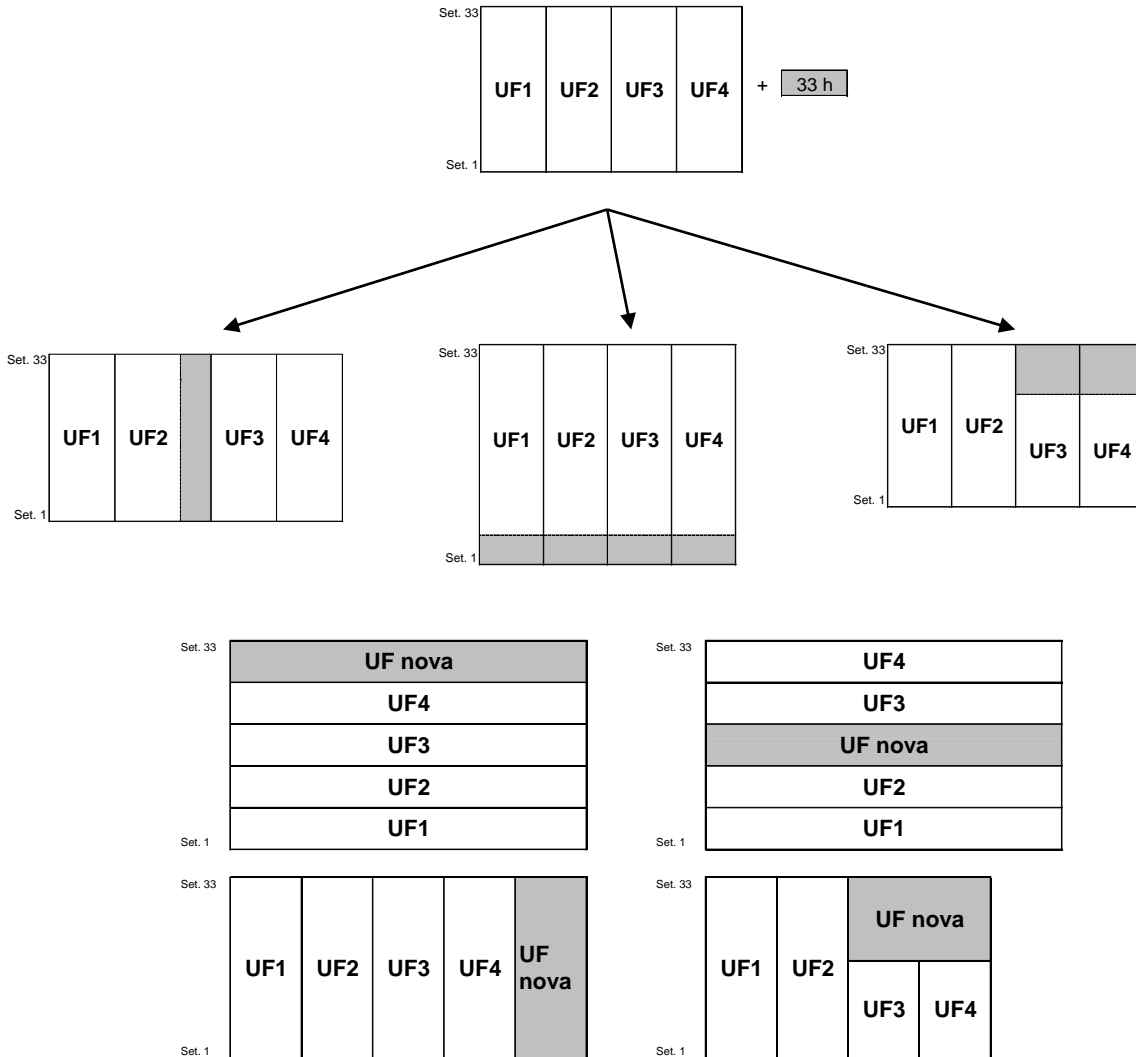 Set. 33
UF1 UF2 UF3 UF4 + 33 h
Set. 1
Set. 33
UF1 UF2 UF3 UF4
Set. 1
Set. 33
UF1 UF2 UF3 UF4
Set. 1
Set. 33
UF1 UF2 UF3 UF4
Set. 1
Set. 33
UF nova
UF4
UF3
UF2
UF1
Set. 1
Set. 33
UF4
UF3
UF nova
UF2
UF1
Set. 1
Set. 33
UF1 UF2 UF3 UF4 UF
nova
Set. 1
Set. 33
UF nova
UF1 UF2
UF3 UF4
Set. 1